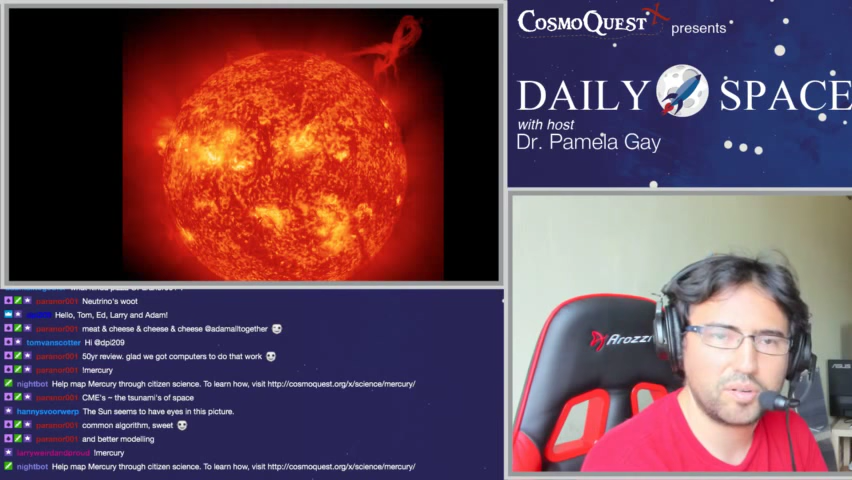 COSMOQUEST X presents
DAILY SPACE
with host
Dr. Pamela Gay
Arozzi
paranor001 Neutrino's woot
Hello, Tom, Ed, Larry and Adam!
paranor001 meat & cheese & cheese & cheese @adamalltogether
tomvanscotter Hi @dpi209
paranor001 50yr review. glad we got computers to do that work
paranor001 !mercury
nightbot Help map Mercury through citizen science. To learn how, visit http://cosmoquest.org/x/science/mercury/
paranor001 CME's ~ the tsunami's of space
hannysvoorwerp The Sun seems to have eyes in this picture.
paranor001 common algorithm, sweet
paranor001 and better modelling
larryweirdandproud !mercury
nightbot Help map Mercury through citizen science. To learn how, visit http://cosmoquest.org/x/science/mercury/